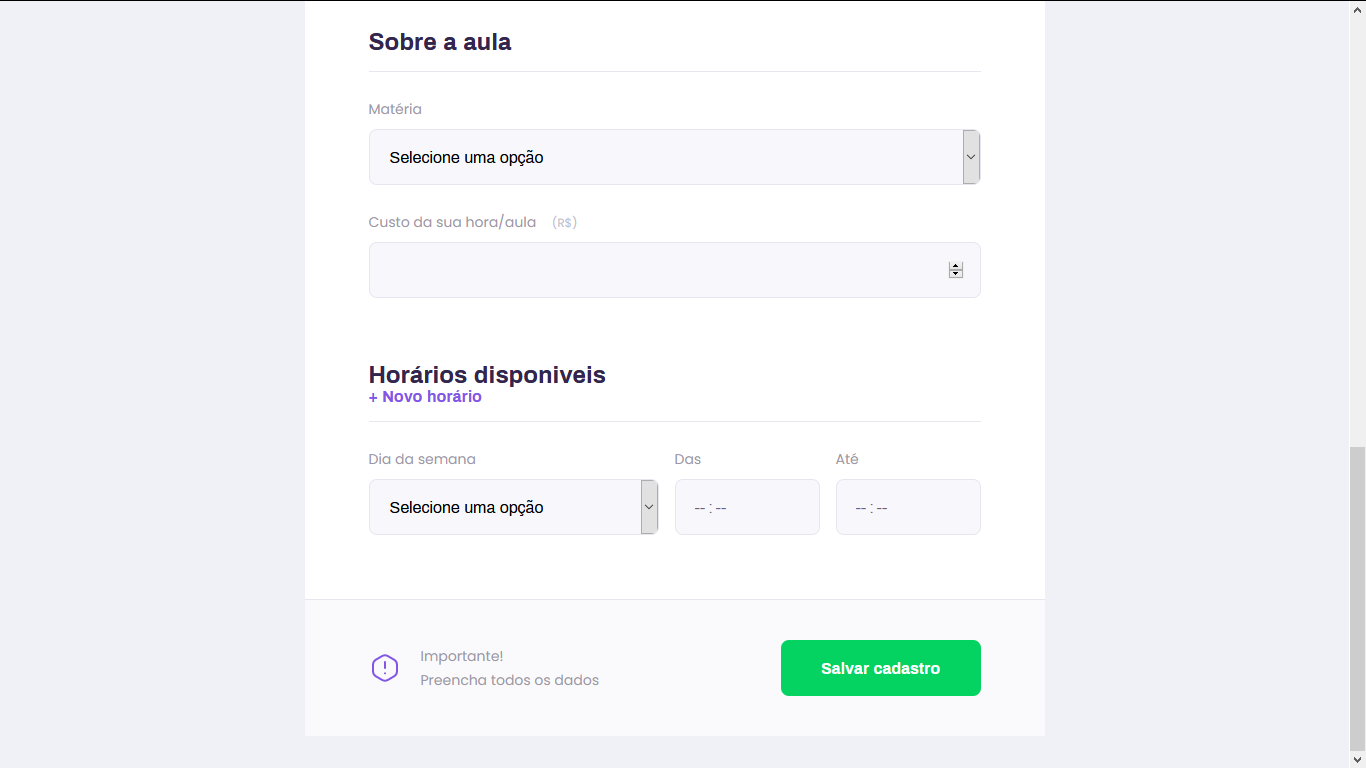 Sobre a aula
Matéria
Selecione uma opção
Custo da sua hora/aula (R$)
Horários disponiveis
+ Novo horário
Dia da semana Das Até
Selecione uma opção -- : -- -- : --
Importante!
Preencha todos os dados
Salvar cadastro